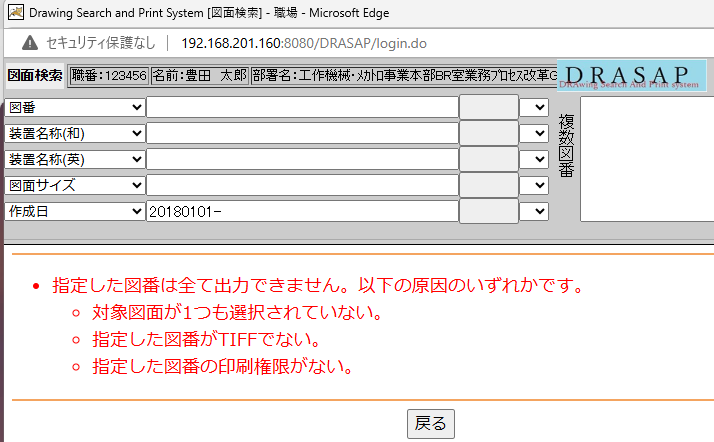 Drawing Search and Print System [図面検索] - 職場 - Microsoft Edge
セキュリティ保護なし | 192.168.201.160:8080/DRASAP/login.do
図面検索 職番:123456 名前:豊田　太郎 部署名:工作機械･ﾒｶﾄﾛ事業本部BR室業務ﾌﾟﾛｾｽ改革G
DRASAP
DRAwing Search And Print system
図番
装置名称(和)
装置名称(英)
図面サイズ
作成日 20180101-
複数図番
• 指定した図番は全て出力できません。以下の原因のいずれかです。
○ 対象図面が1つも選択されていない。
○ 指定した図番がTIFFでない。
○ 指定した図番の印刷権限がない。
戻る